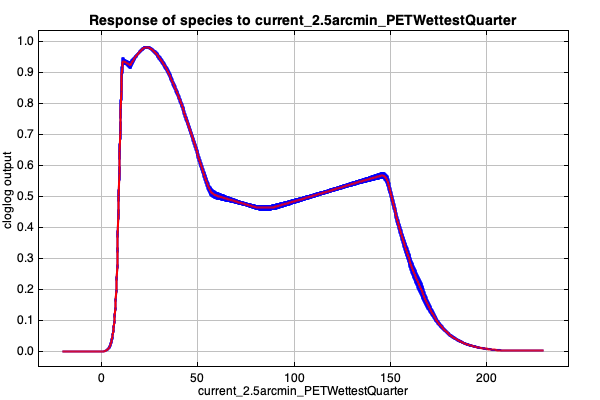 Response of species to current_2.5arcmin_PETWettestQuarter
1.0
0.9
0.8
0.7
0.6
0.5
0.4
0.3
0.2
0.1
0.0
cloglog output
0 50 100 150 200
current_2.5arcmin_PETWettestQuarter